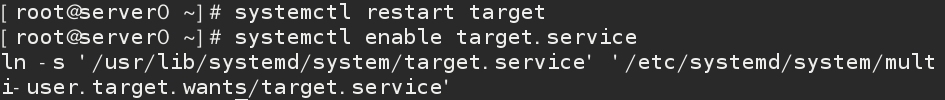 [root@server0 ~]# systemctl restart target
[root@server0 ~]# systemctl enable target.service
ln -s '/usr/lib/systemd/system/target.service' '/etc/systemd/system/mult
i-user.target.wants/target.service'